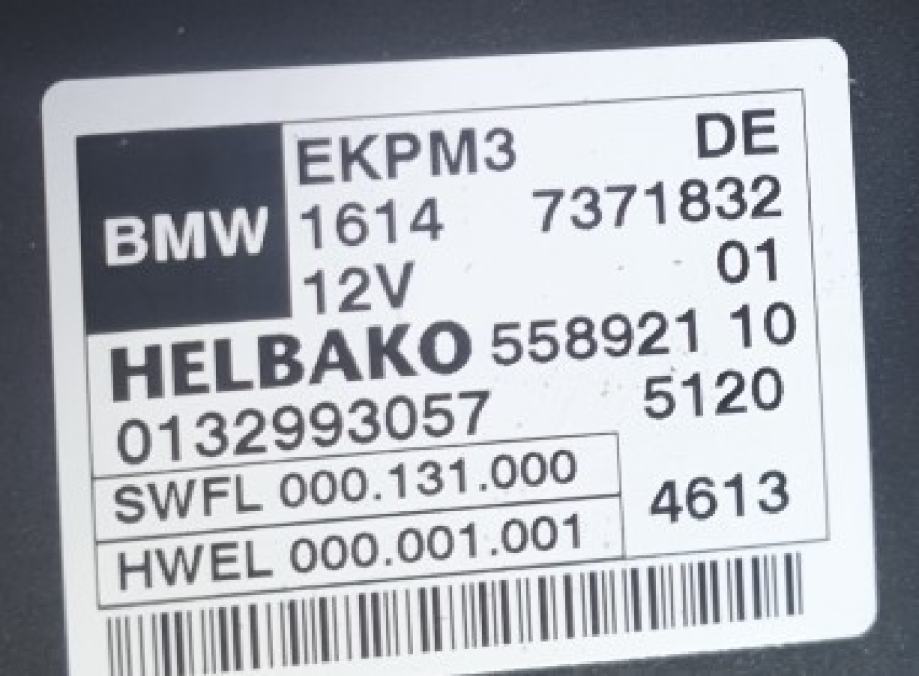 EKPM3 DE
BMW 1614 7371832
12V 01
HELBAKO 558921 10
0132993057 5120
SWFL 000.131.000
4613
HWEL 000.001.001